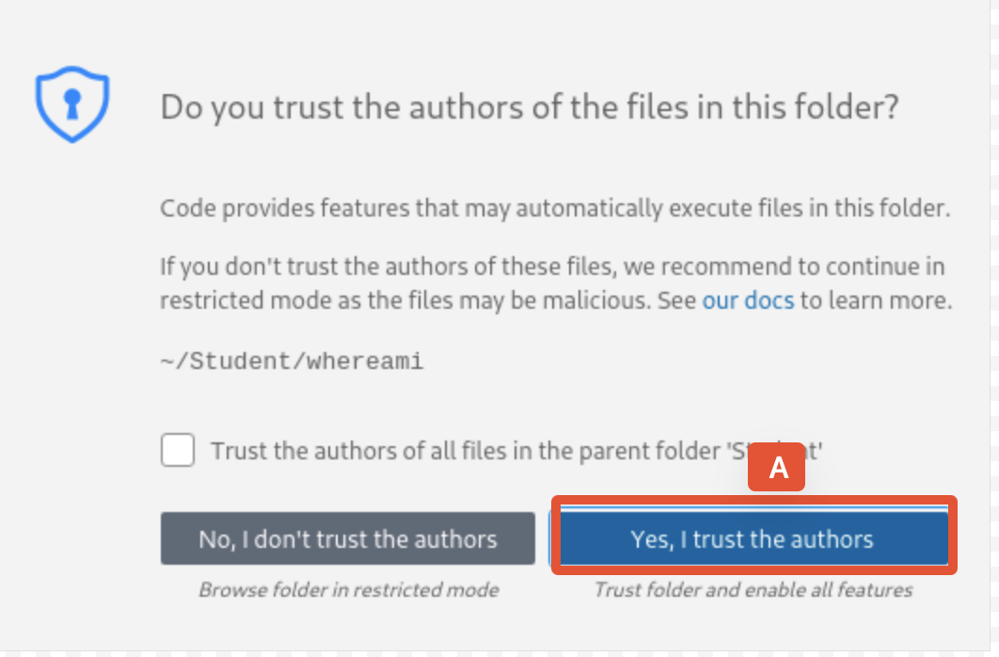 Do you trust the authors of the files in this folder?
Code provides features that may automatically execute files in this folder.
If you don't trust the authors of these files, we recommend to continue in
restricted mode as the files may be malicious. See our docs to learn more.
~/Student/whereami
Trust the authors of all files in the parent folder 'Student'
A
No, I don't trust the authors
Yes, I trust the authors
Browse folder in restricted mode
Trust folder and enable all features